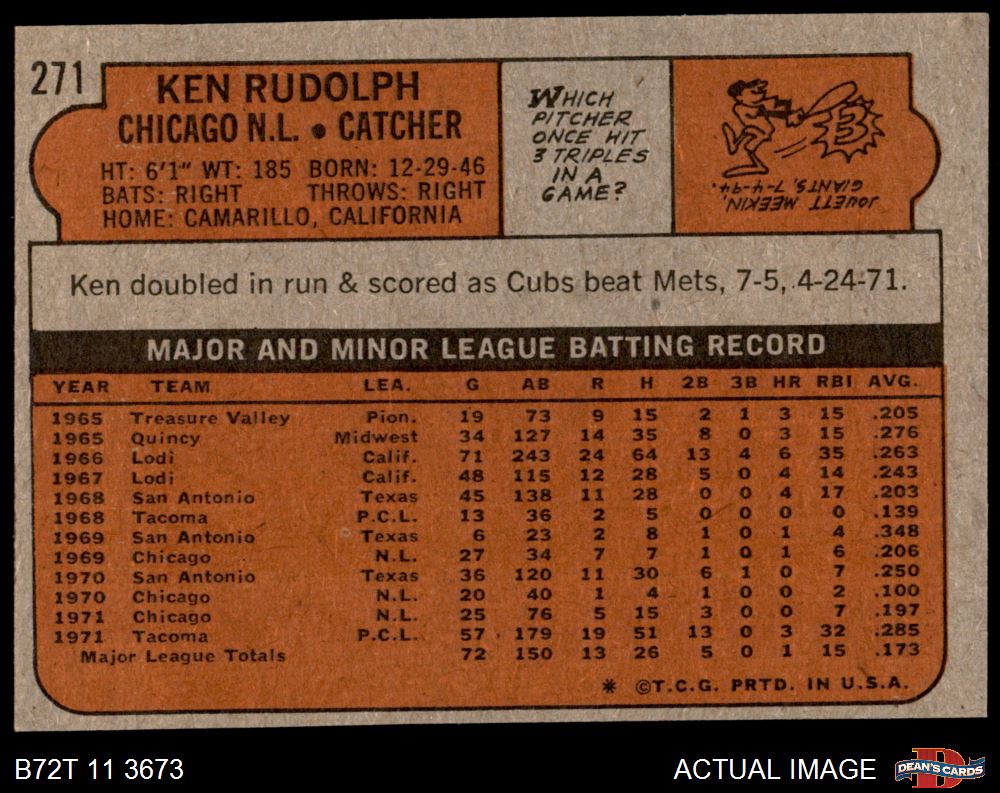 271
KEN RUDOLPH
CHICAGO N.L. • CATCHER
HT: 6'1" WT: 185 BORN: 12-29-46
BATS: RIGHT THROWS: RIGHT
HOME: CAMARILLO, CALIFORNIA
WHICH
PITCHER
ONCE HIT
3 TRIPLES
IN A
GAME?
3
JOUETT MEEKIN,
GIANTS, 7-4-94.
Ken doubled in run & scored as Cubs beat Mets, 7-5, 4-24-71.
MAJOR AND MINOR LEAGUE BATTING RECORD
YEAR TEAM LEA. G AB R H 2B 3B HR RBI AVG.
1965 Treasure Valley Pion. 19 73 9 15 2 1 3 15 .205
1965 Quincy Midwest 34 127 14 35 8 0 3 15 .276
1966 Lodi Calif. 71 243 24 64 13 4 6 35 .263
1967 Lodi Calif. 48 115 12 28 5 0 4 14 .243
1968 San Antonio Texas 45 138 11 28 0 0 4 17 .203
1968 Tacoma P.C.L. 13 36 2 5 0 0 0 0 .139
1969 San Antonio Texas 6 23 2 8 1 0 1 4 .348
1969 Chicago N.L. 27 34 7 7 1 0 1 6 .206
1970 San Antonio Texas 36 120 11 30 6 1 0 7 .250
1970 Chicago N.L. 20 40 1 4 1 0 0 2 .100
1971 Chicago N.L. 25 76 5 15 3 0 0 7 .197
1971 Tacoma P.C.L. 57 179 19 51 13 0 3 32 .285
Major League Totals 72 150 13 26 5 0 1 15 .173
* ©T.C.G. PRTD. IN U.S.A.
B72T 11 3673
ACTUAL IMAGE
DEAN'S CARDS